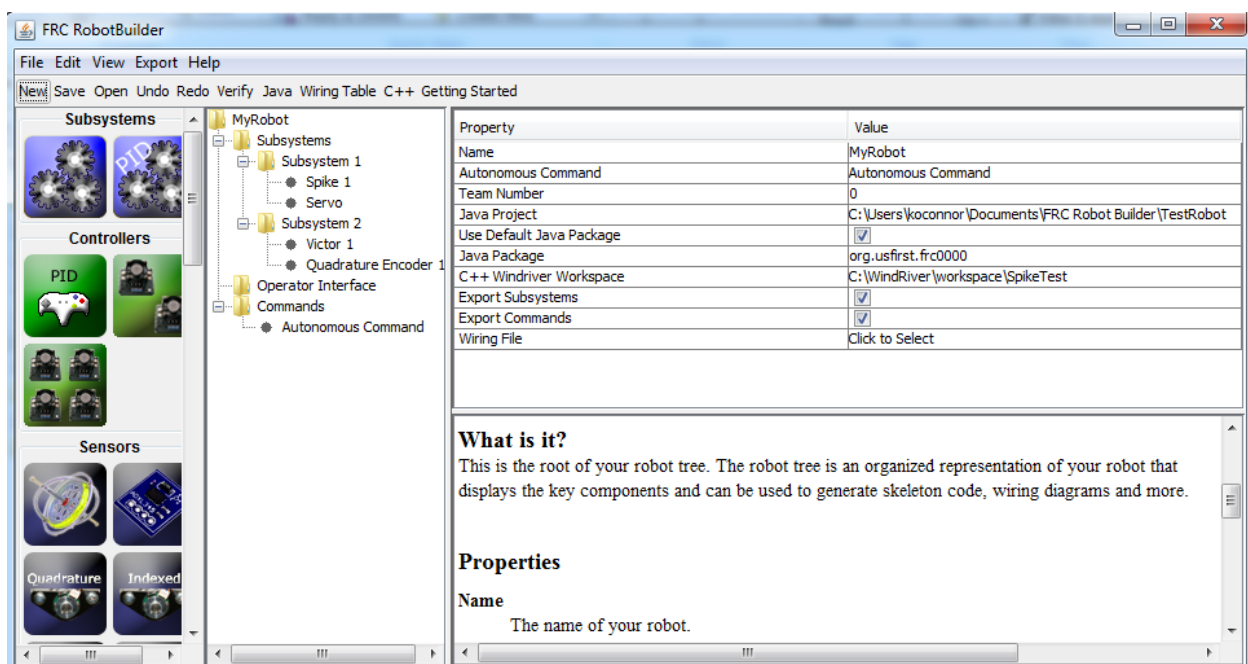 FRC RobotBuilder
File Edit View Export Help
New Save Open Undo Redo Verify Java Wiring Table C++ Getting Started
Subsystems
PID
Controllers
PID
Sensors
Quadrature
Indexed
MyRobot
Subsystems
Subsystem 1
Spike 1
Servo
Subsystem 2
Victor 1
Quadrature Encoder 1
Operator Interface
Commands
Autonomous Command
Property Value
Name MyRobot
Autonomous Command Autonomous Command
Team Number 0
Java Project C:\Users\koconnor\Documents\FRC Robot Builder\TestRobot
Use Default Java Package
Java Package org.usfirst.frc0000
C++ Windriver Workspace C:\WindRiver\workspace\SpikeTest
Export Subsystems
Export Commands
Wiring File Click to Select
What is it?
This is the root of your robot tree. The robot tree is an organized representation of your robot that
displays the key components and can be used to generate skeleton code, wiring diagrams and more.
Properties
Name
The name of your robot.